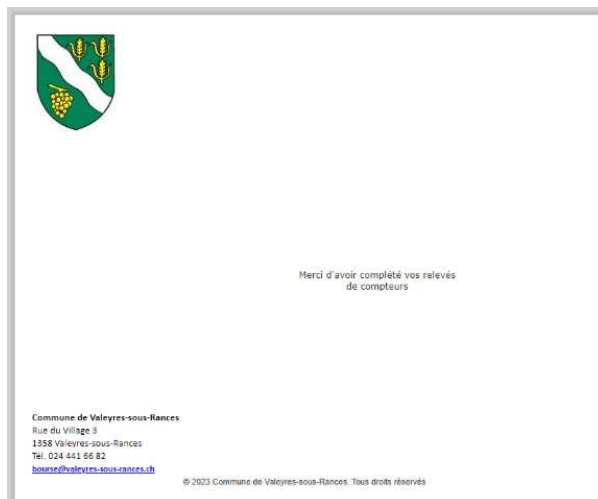 Merci d'avoir complété vos relevés
de compteurs
Commune de Valeyres-sous-Rances
Rue du Village 3
1358 Valeyres-sous-Rances
Tél. 024 441 66 82
bourse@valeyres-sous-rances.ch
© 2023 Commune de Valeyres-sous-Rances. Tous droits réservés